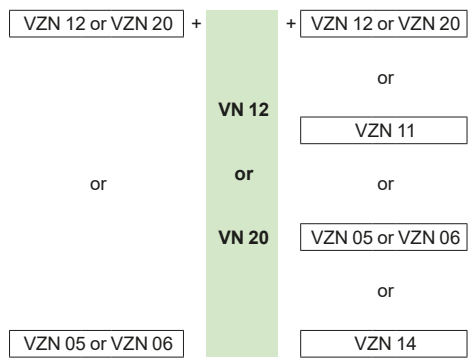 VZN 12 or VZN 20 + + VZN 12 or VZN 20
or
VN 12
VZN 11
or or or
VN 20 VZN 05 or VZN 06
or
VZN 05 or VZN 06 VZN 14